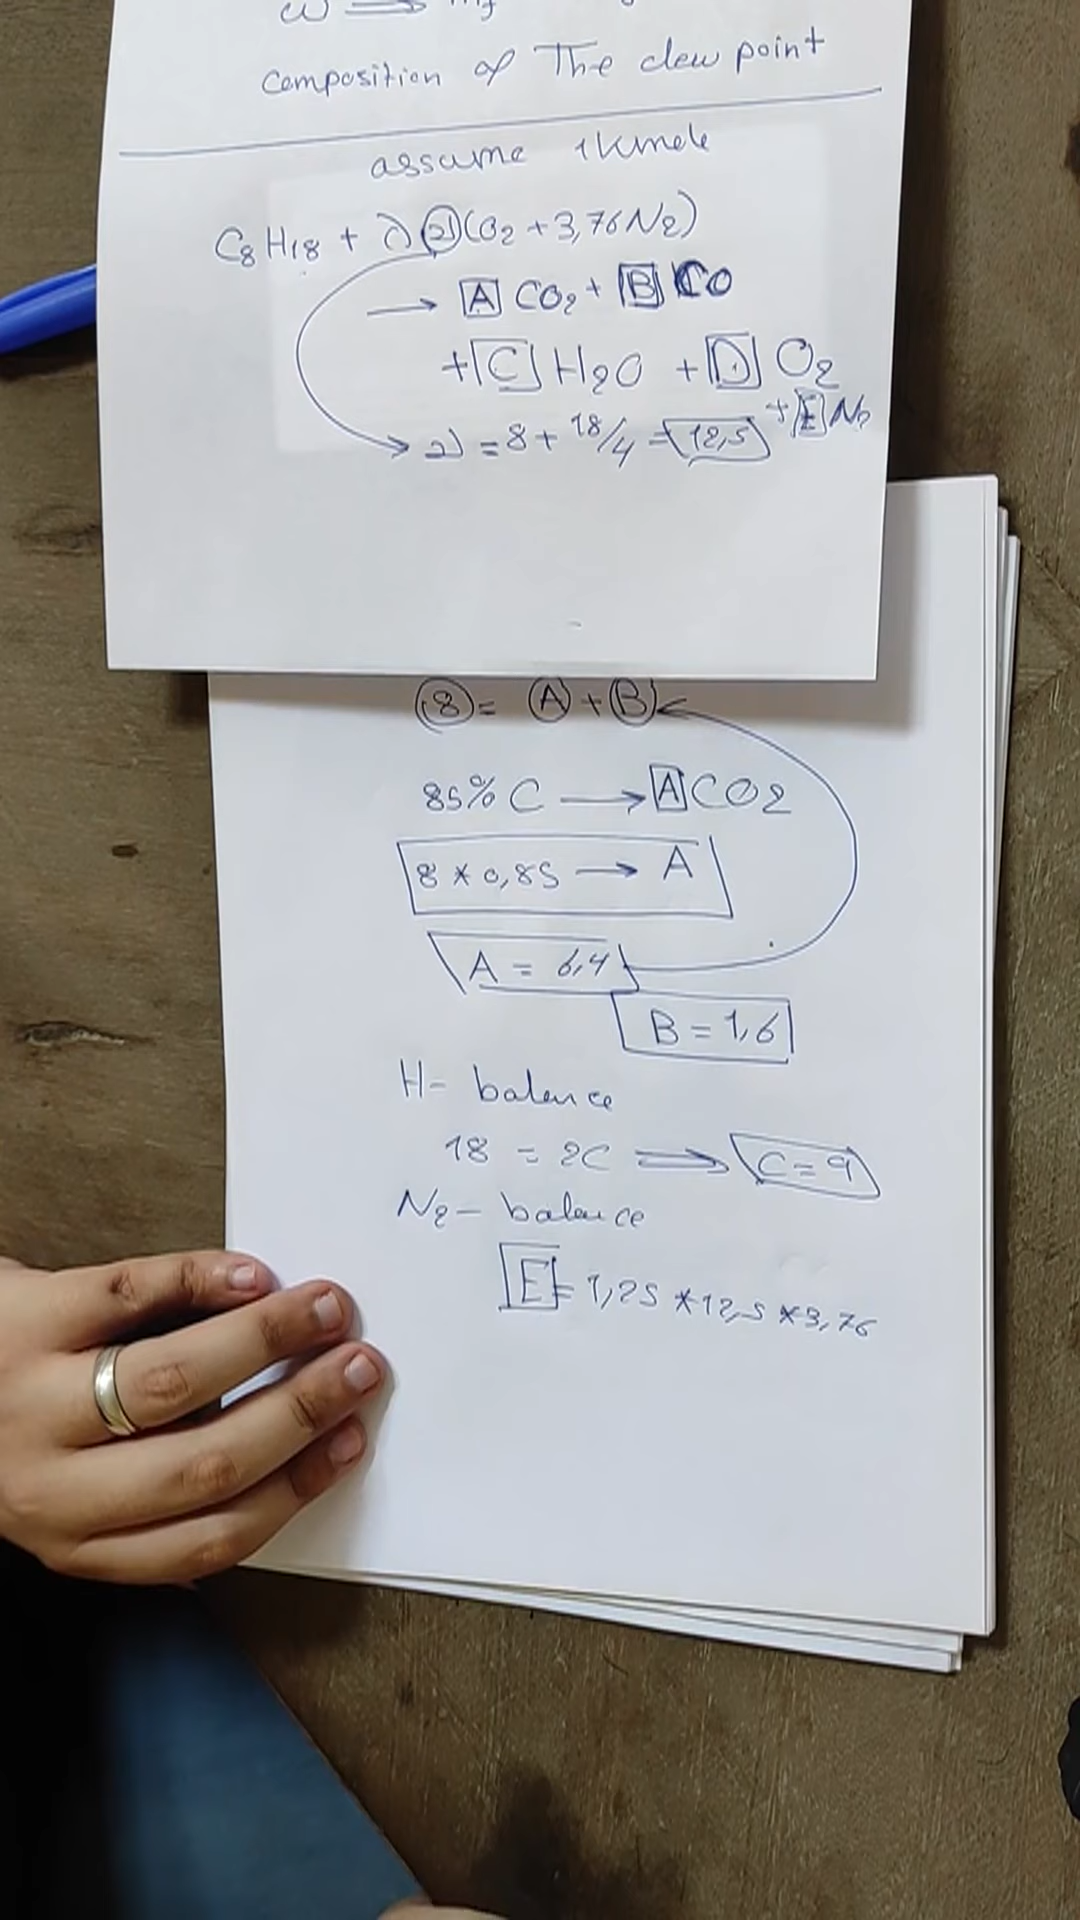 composition of The dew point
assume 1kmole
C8 H18 + λ (O2 + 3,76 N2)
→ A CO2 + B CO
+ C H2O + D O2
+ E N2
= 8 + 18/4 = 12,5
8 = A + B
85% C → A CO2
8 * 0,85 → A
A = 6,4
B = 1,6
H- balance
18 = 2C ⟹ C = 9
N2 - balance
E = 1,25 * 12,5 * 3,76